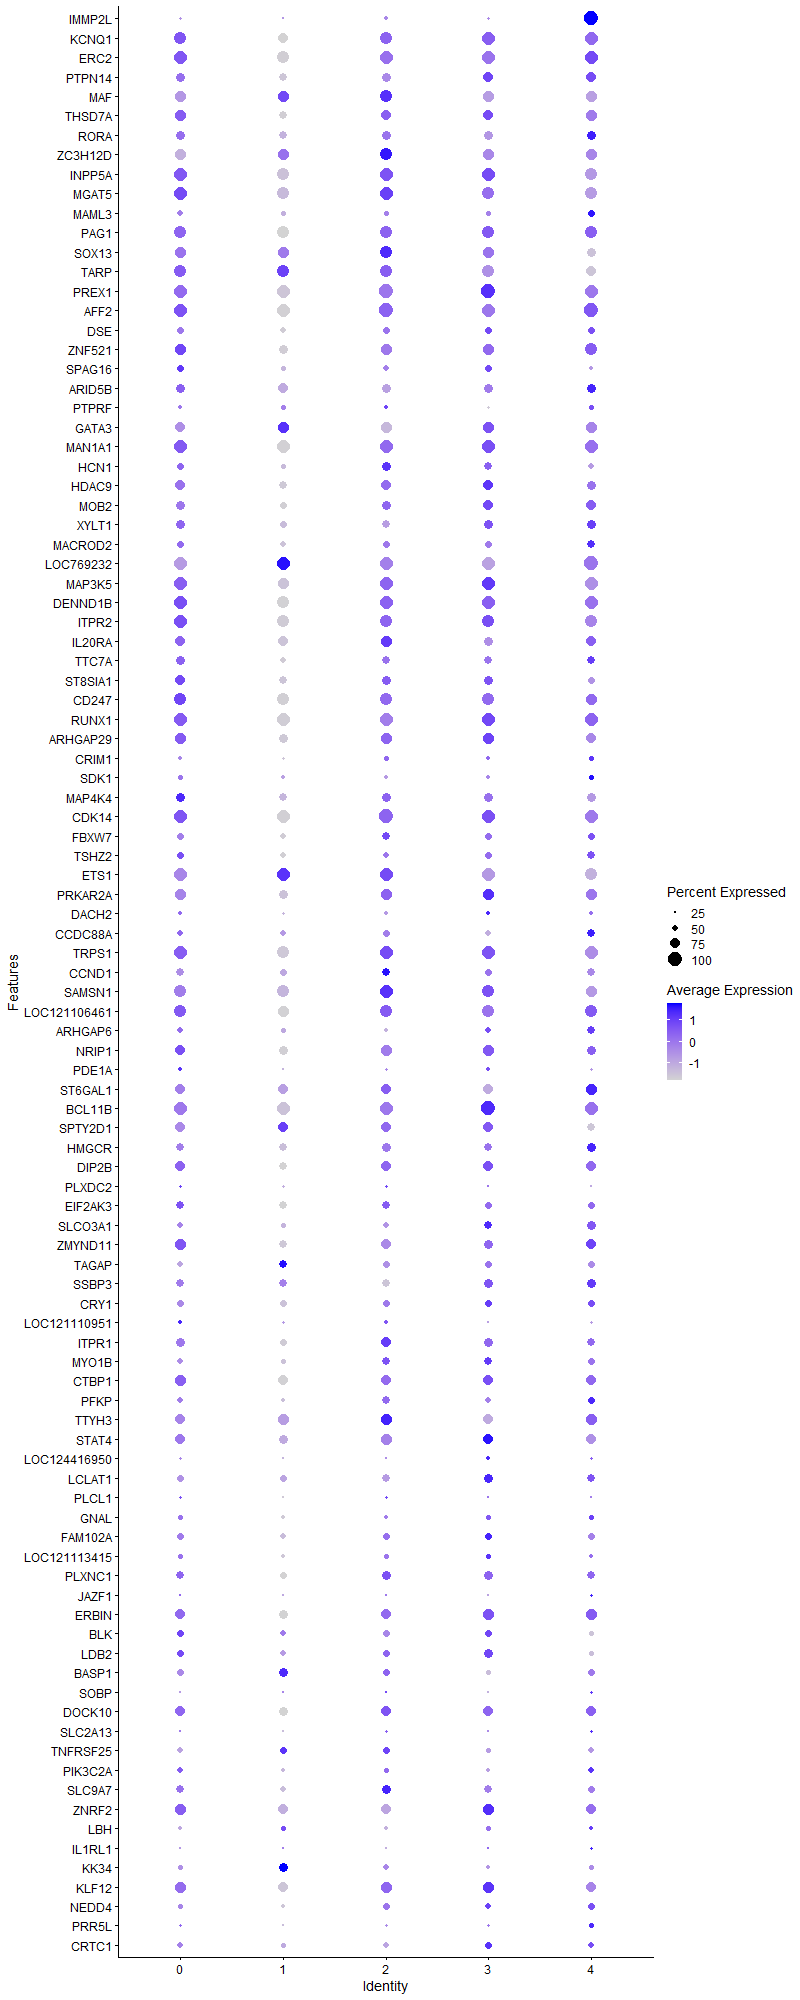 IMMP2L
KCNQ1
ERC2
PTPN14
MAF
THSD7A
RORA
ZC3H12D
INPP5A
MGAT5
MAML3
PAG1
SOX13
TARP
PREX1
AFF2
DSE
ZNF521
SPAG16
ARID5B
PTPRF
GATA3
MAN1A1
HCN1
HDAC9
MOB2
XYLT1
MACROD2
LOC769232
MAP3K5
DENND1B
ITPR2
IL20RA
TTC7A
ST8SIA1
CD247
RUNX1
ARHGAP29
CRIM1
SDK1
MAP4K4
CDK14
FBXW7
TSHZ2
ETS1
PRKAR2A
DACH2
CCDC88A
TRPS1
CCND1
SAMSN1
LOC121106461
ARHGAP6
NRIP1
PDE1A
ST6GAL1
BCL11B
SPTY2D1
HMGCR
DIP2B
PLXDC2
EIF2AK3
SLCO3A1
ZMYND11
TAGAP
SSBP3
CRY1
LOC121110951
ITPR1
MYO1B
CTBP1
PFKP
TTYH3
STAT4
LOC124416950
LCLAT1
PLCL1
GNAL
FAM102A
LOC121113415
PLXNC1
JAZF1
ERBIN
BLK
LDB2
BASP1
SOBP
DOCK10
SLC2A13
TNFRSF25
PIK3C2A
SLC9A7
ZNRF2
LBH
IL1RL1
KK34
KLF12
NEDD4
PRR5L
CRTC1
Features
0 1 2 3 4
Identity
Percent Expressed
25
50
75
100
Average Expression
1
0
-1